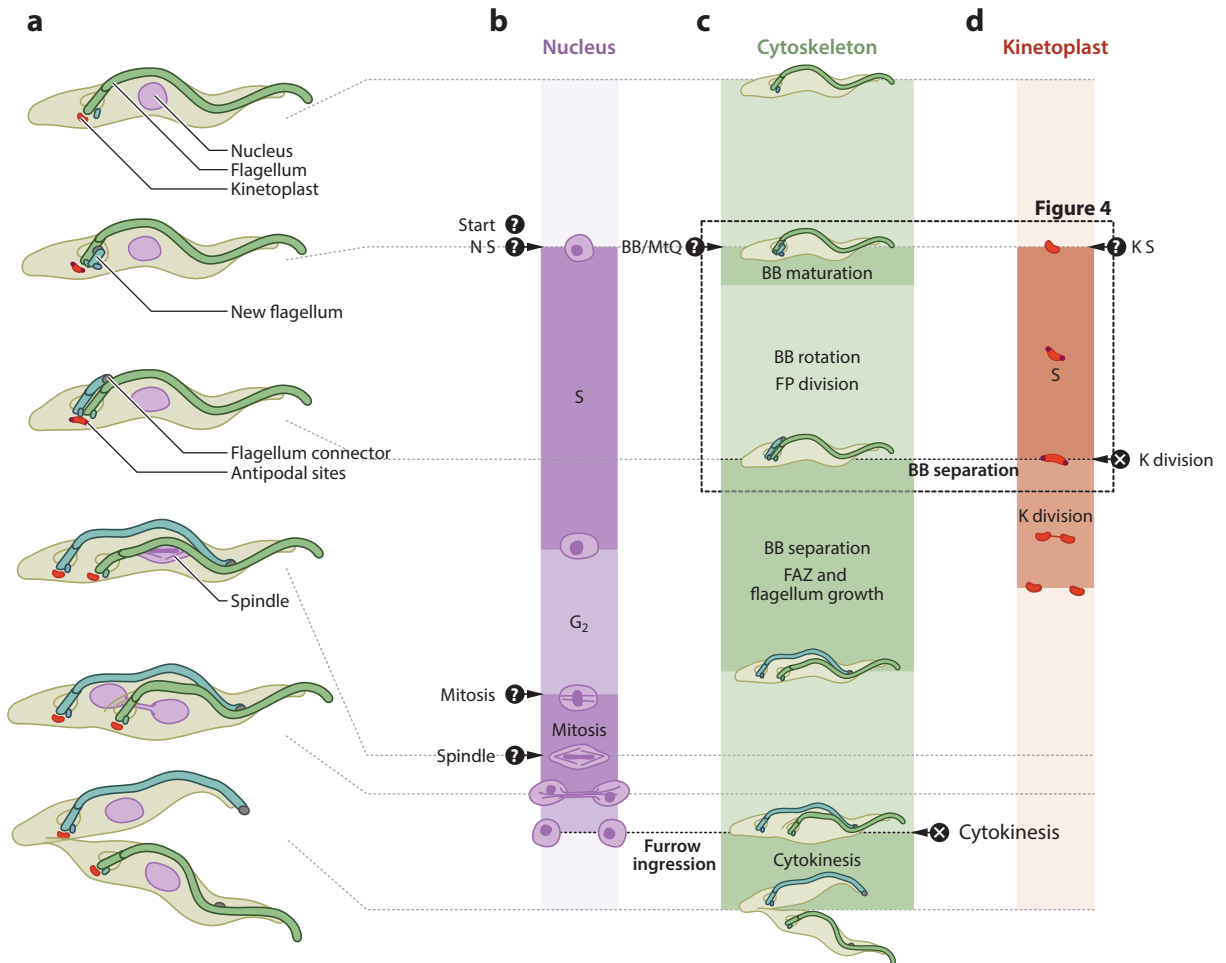 a
b
c
d
Nucleus
Cytoskeleton
Kinetoplast
Nucleus
Flagellum
Kinetoplast
Figure 4
Start ?
N S ?
BB/MtQ ?
? K S
BB maturation
New flagellum
BB rotation
FP division
S
S
Flagellum connector
Antipodal sites
BB separation
K division
K division
BB separation
FAZ and
flagellum growth
Spindle
G2
Mitosis ?
Mitosis
Spindle ?
Furrow
ingression
Cytokinesis
Cytokinesis